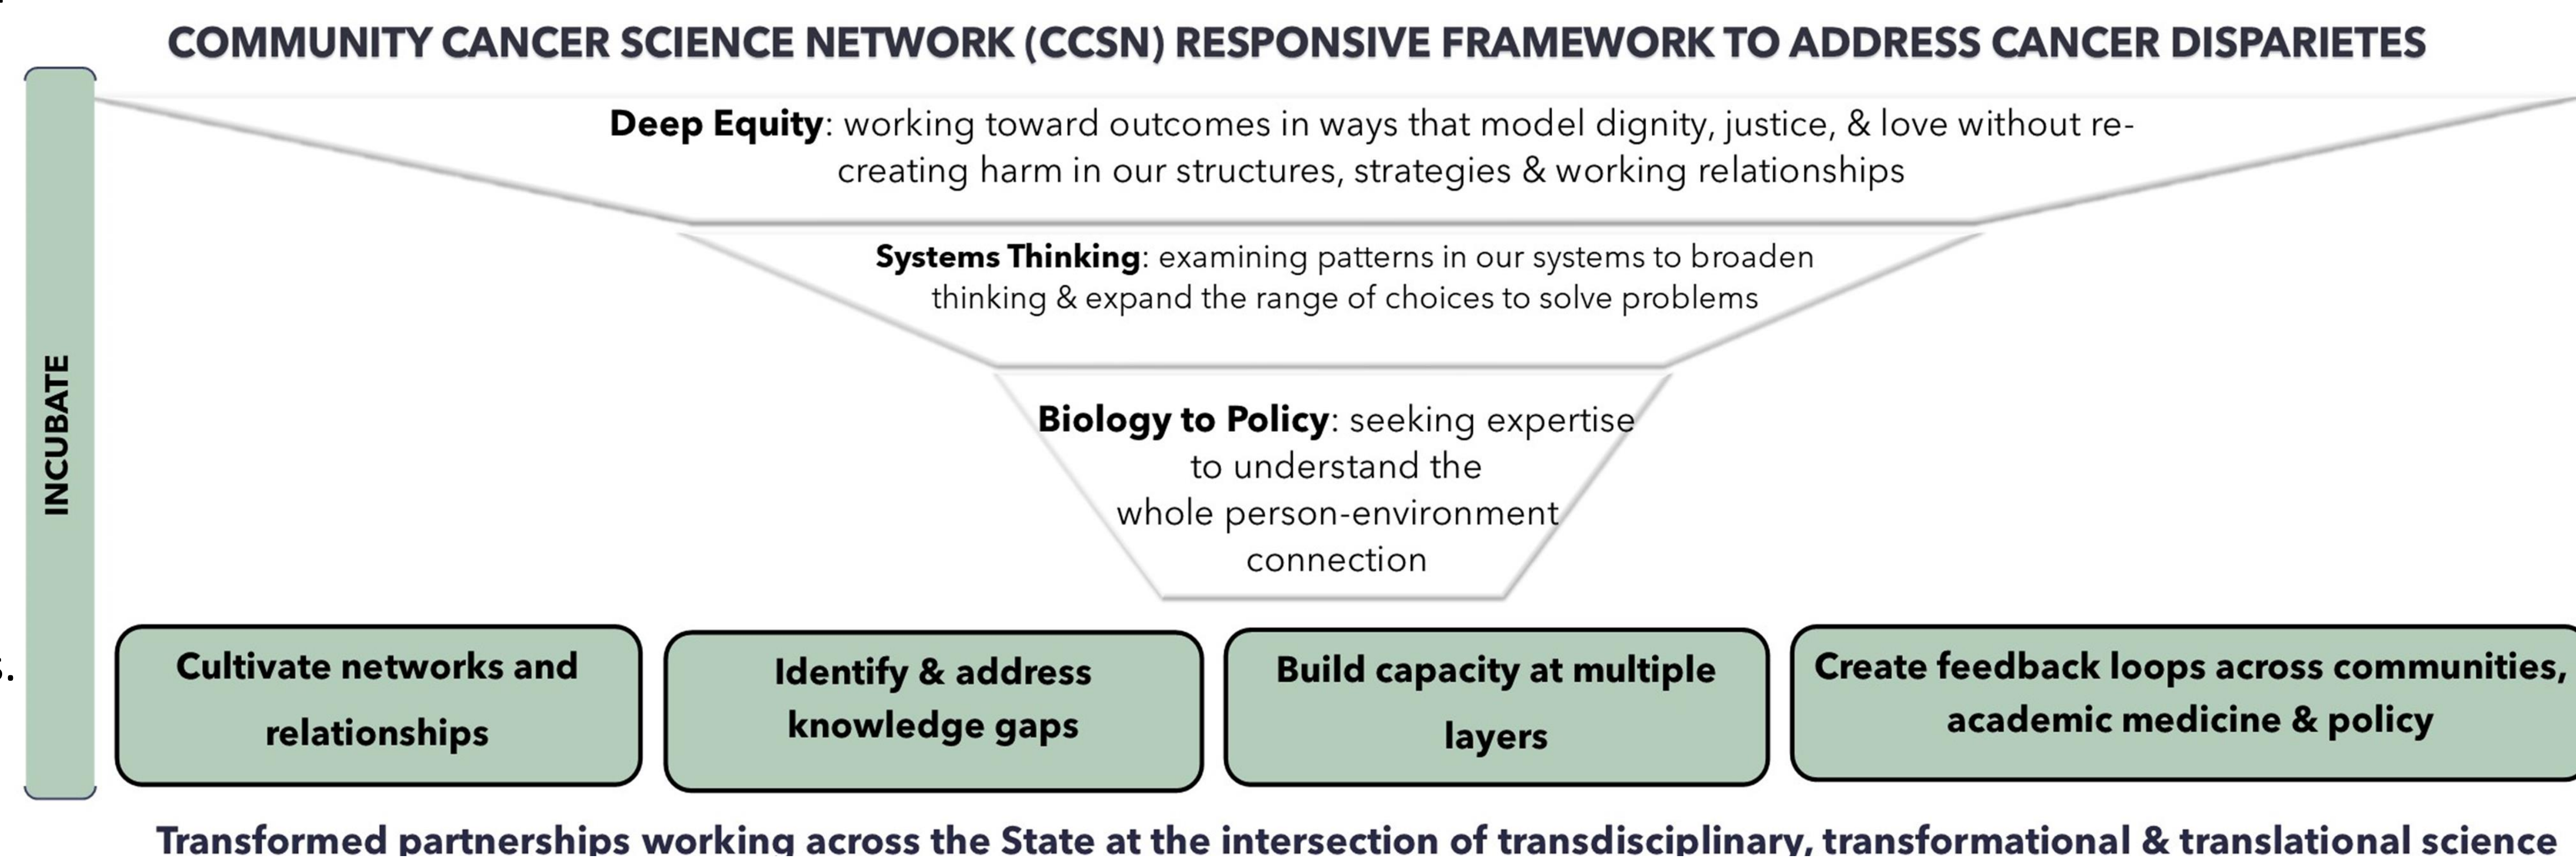 COMMUNITY CANCER SCIENCE NETWORK (CCSN) RESPONSIVE FRAMEWORK TO ADDRESS CANCER DISPARIETES
Deep Equity: working toward outcomes in ways that model dignity, justice, & love without re-
creating harm in our structures, strategies & working relationships
Systems Thinking: examining patterns in our systems to broaden
thinking & expand the range of choices to solve problems
INCUBATE
Biology to Policy: seeking expertise
to understand the
whole person-environment
connection
Cultivate networks and
relationships
Identify & address
knowledge gaps
Build capacity at multiple
layers
Create feedback loops across communities,
academic medicine & policy
Transformed partnerships working across the State at the intersection of transdisciplinary, transformational & translational science